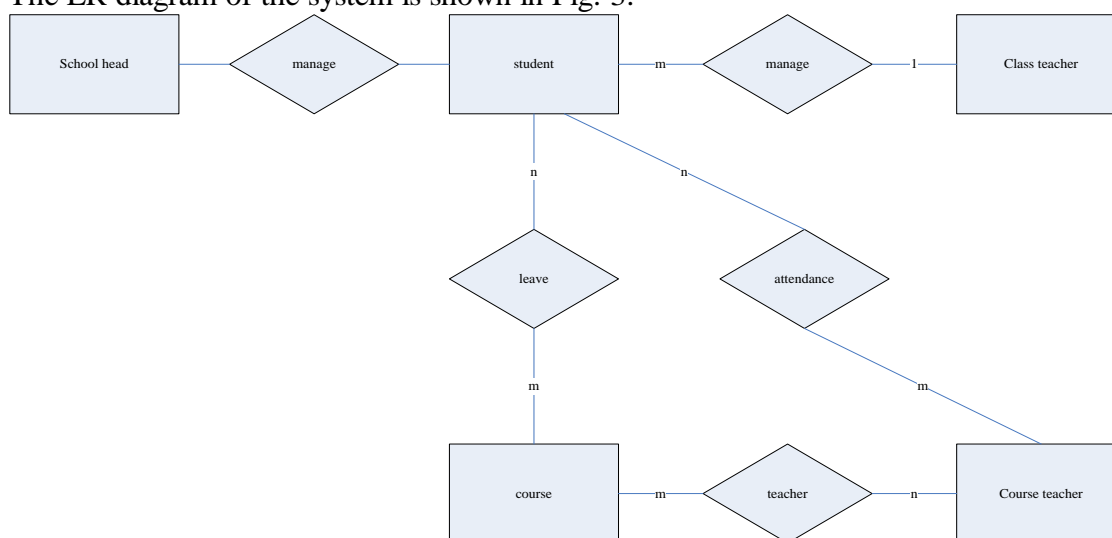 The ER diagram of the system is shown in Fig. 3.
School head
manage
student
m
manage
1
Class teacher
n
n
leave
attendance
m
m
course
m
teacher
n
Course teacher